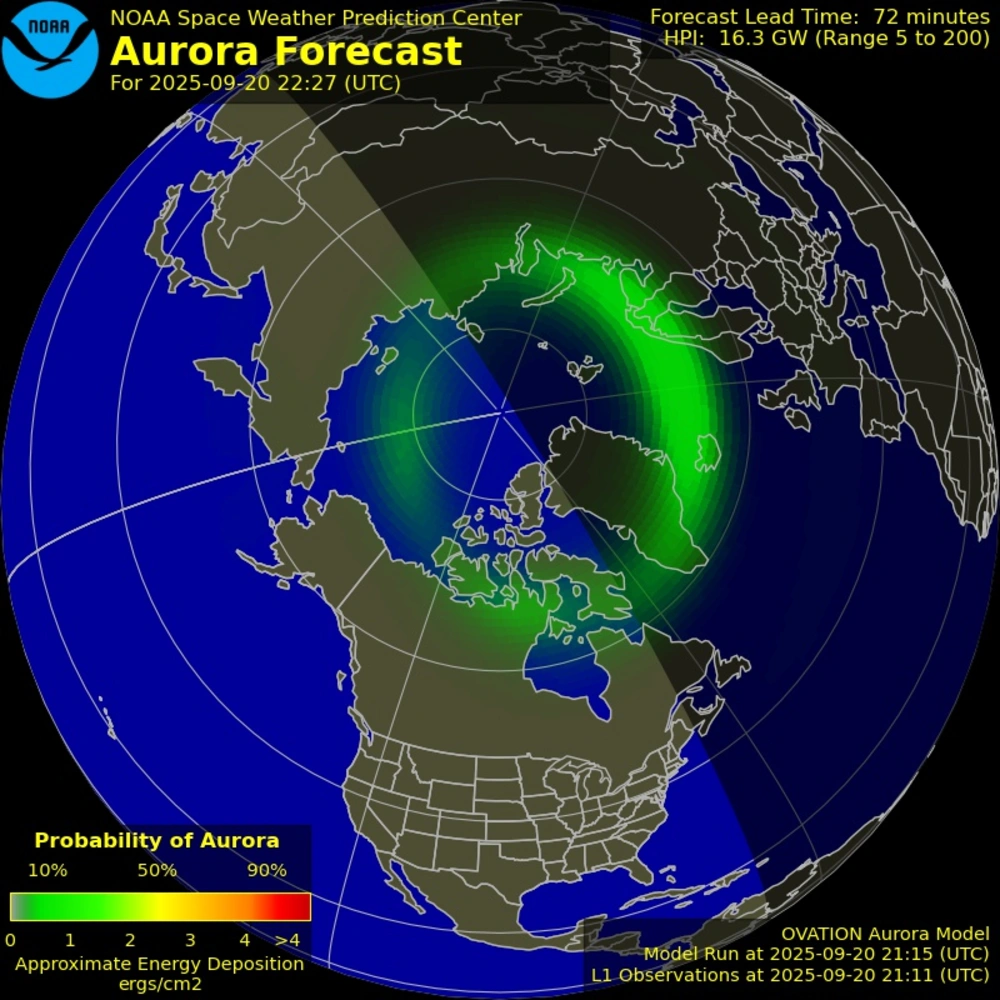 NOAA
NOAA Space Weather Prediction Center
Aurora Forecast
For 2025-09-20 22:27 (UTC)
Forecast Lead Time: 72 minutes
HPI: 16.3 GW (Range 5 to 200)
Probability of Aurora
10% 50% 90%
0 1 2 3 4 >4
Approximate Energy Deposition
ergs/cm2
OVATION Aurora Model
Model Run at 2025-09-20 21:15 (UTC)
L1 Observations at 2025-09-20 21:11 (UTC)